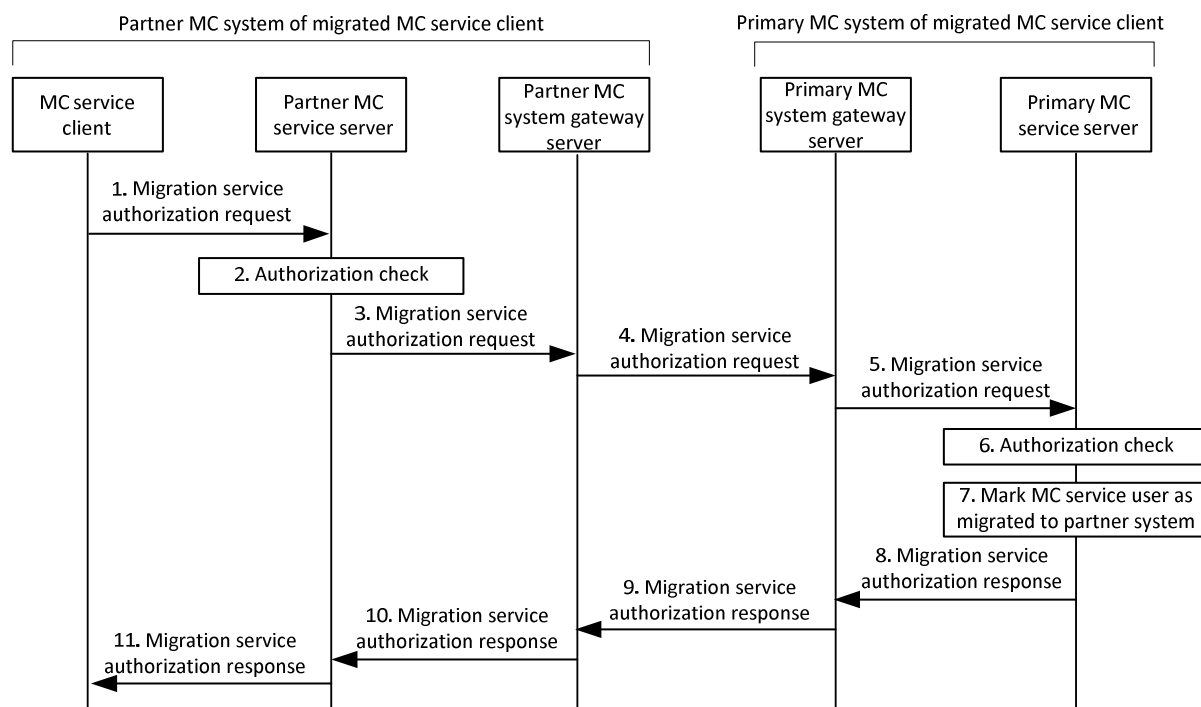 Partner MC system of migrated MC service client
Primary MC system of migrated MC service client
MC service
client
Partner MC
service server
Partner MC
system gateway
server
Primary MC
system gateway
server
Primary MC
service server
1. Migration service
authorization request
2. Authorization check
3. Migration service
authorization request
4. Migration service
authorization request
5. Migration service
authorization request
6. Authorization check
7. Mark MC service user as
migrated to partner system
8. Migration service
authorization response
9. Migration service
authorization response
10. Migration service
authorization response
11. Migration service
authorization response